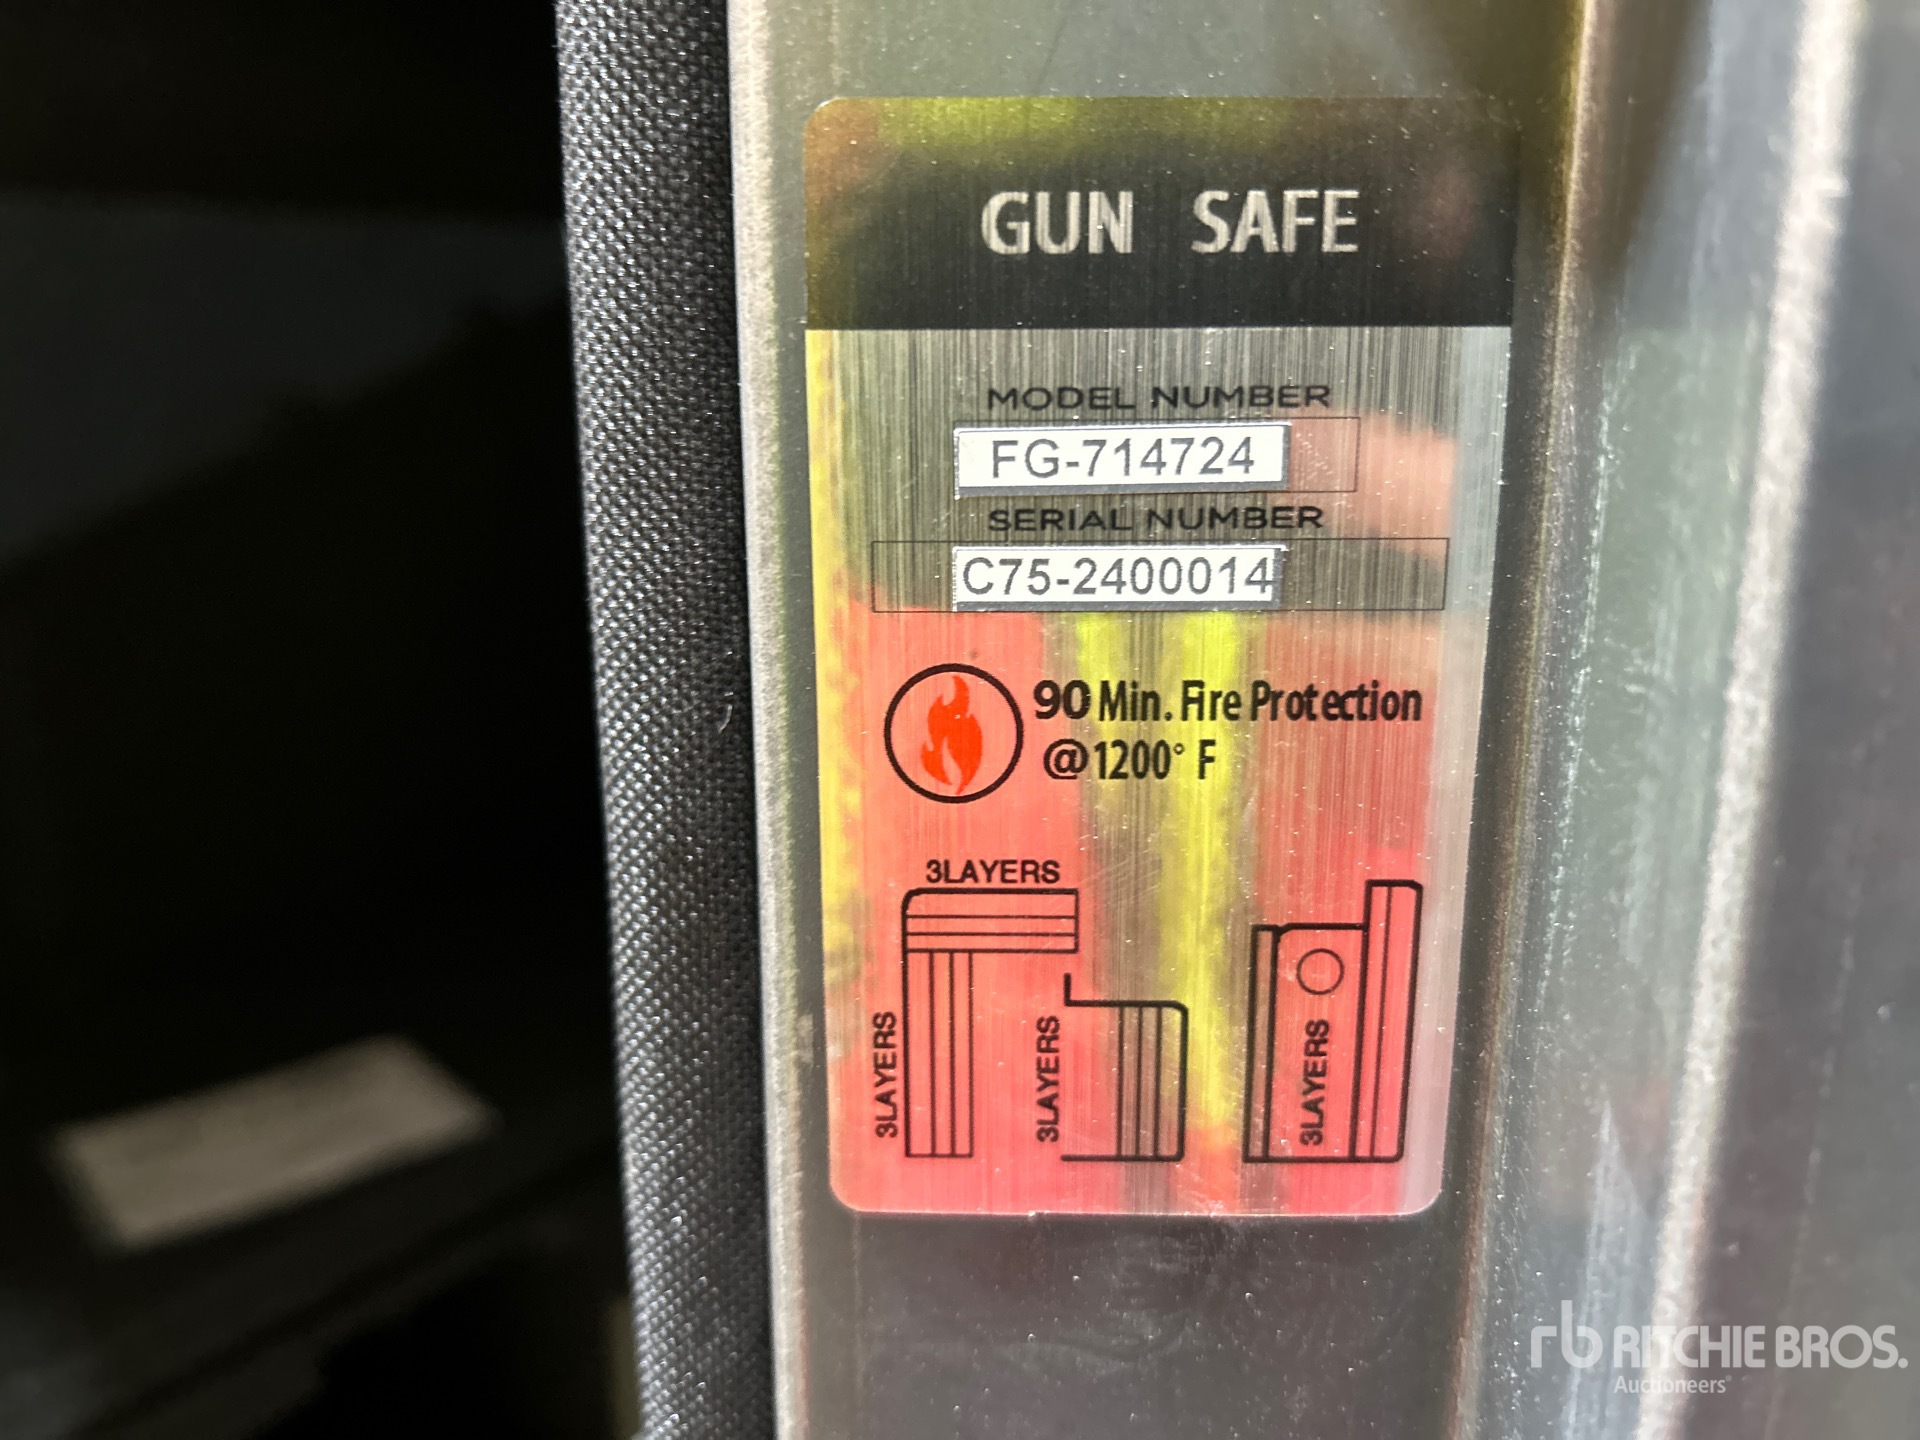 GUN SAFE
MODEL NUMBER
FG-714724
SERIAL NUMBER
C75-2400014
90 Min. Fire Protection
@1200° F
3LAYERS
3LAYERS
3LAYERS
3LAYERS
rb RITCHIE BROS.
Auctioneers